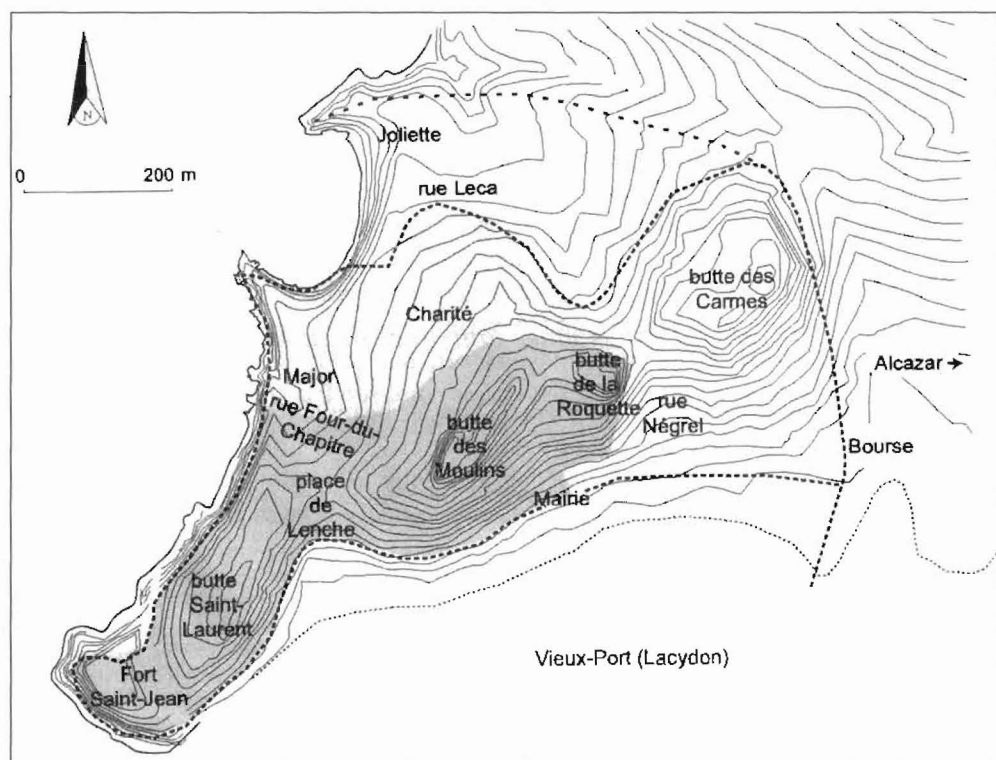 N
0
200 m
Joliette
rue Leca
butte des
Carmes
Charité
butte
de la
Roquette
Alcazar
Major
rue Four-du-
Chapitre
rue
Négrel
butte
des
Moulins
Bourse
place
de
Lenche
Mairie
butte
Saint-
Laurent
Vieux-Port (Lacydon)
Fort
Saint-Jean